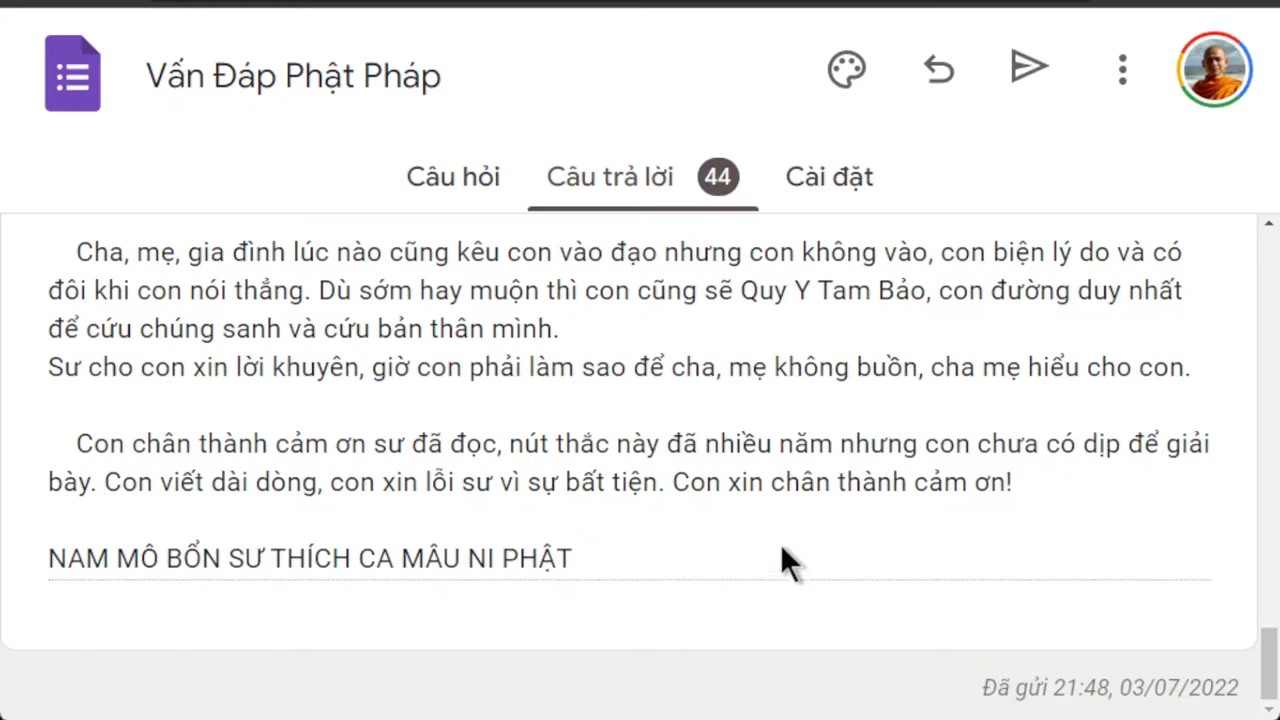 Vấn Đáp Phật Pháp
Câu hỏi
Câu trả lời
44
Cài đặt
Cha, mẹ, gia đình lúc nào cũng kêu con vào đạo nhưng con không vào, con biện lý do và có
đôi khi con nói thẳng. Dù sớm hay muộn thì con cũng sẽ Quy Y Tam Bảo, con đường duy nhất
để cứu chúng sanh và cứu bản thân mình.
Sư cho con xin lời khuyên, giờ con phải làm sao để cha, mẹ không buồn, cha mẹ hiểu cho con.
Con chân thành cảm ơn sư đã đọc, nút thắc này đã nhiều năm nhưng con chưa có dịp để giải
bày. Con viết dài dòng, con xin lỗi sư vì sự bất tiện. Con xin chân thành cảm ơn!
NAM MÔ BỔN SƯ THÍCH CA MÂU NI PHẬT
Đã gửi 21:48, 03/07/2022